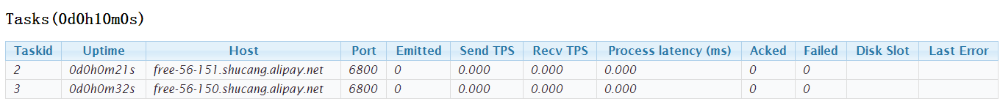 Tasks(0d0h10m0s)
Taskid Uptime Host Port Emitted Send TPS Recv TPS Process latency (ms) Acked Failed Disk Slot Last Error
2 0d0h0m21s free-56-151.shucang.alipay.net 6800 0 0.000 0.000 0.000 0 0
3 0d0h0m32s free-56-150.shucang.alipay.net 6800 0 0.000 0.000 0.000 0 0